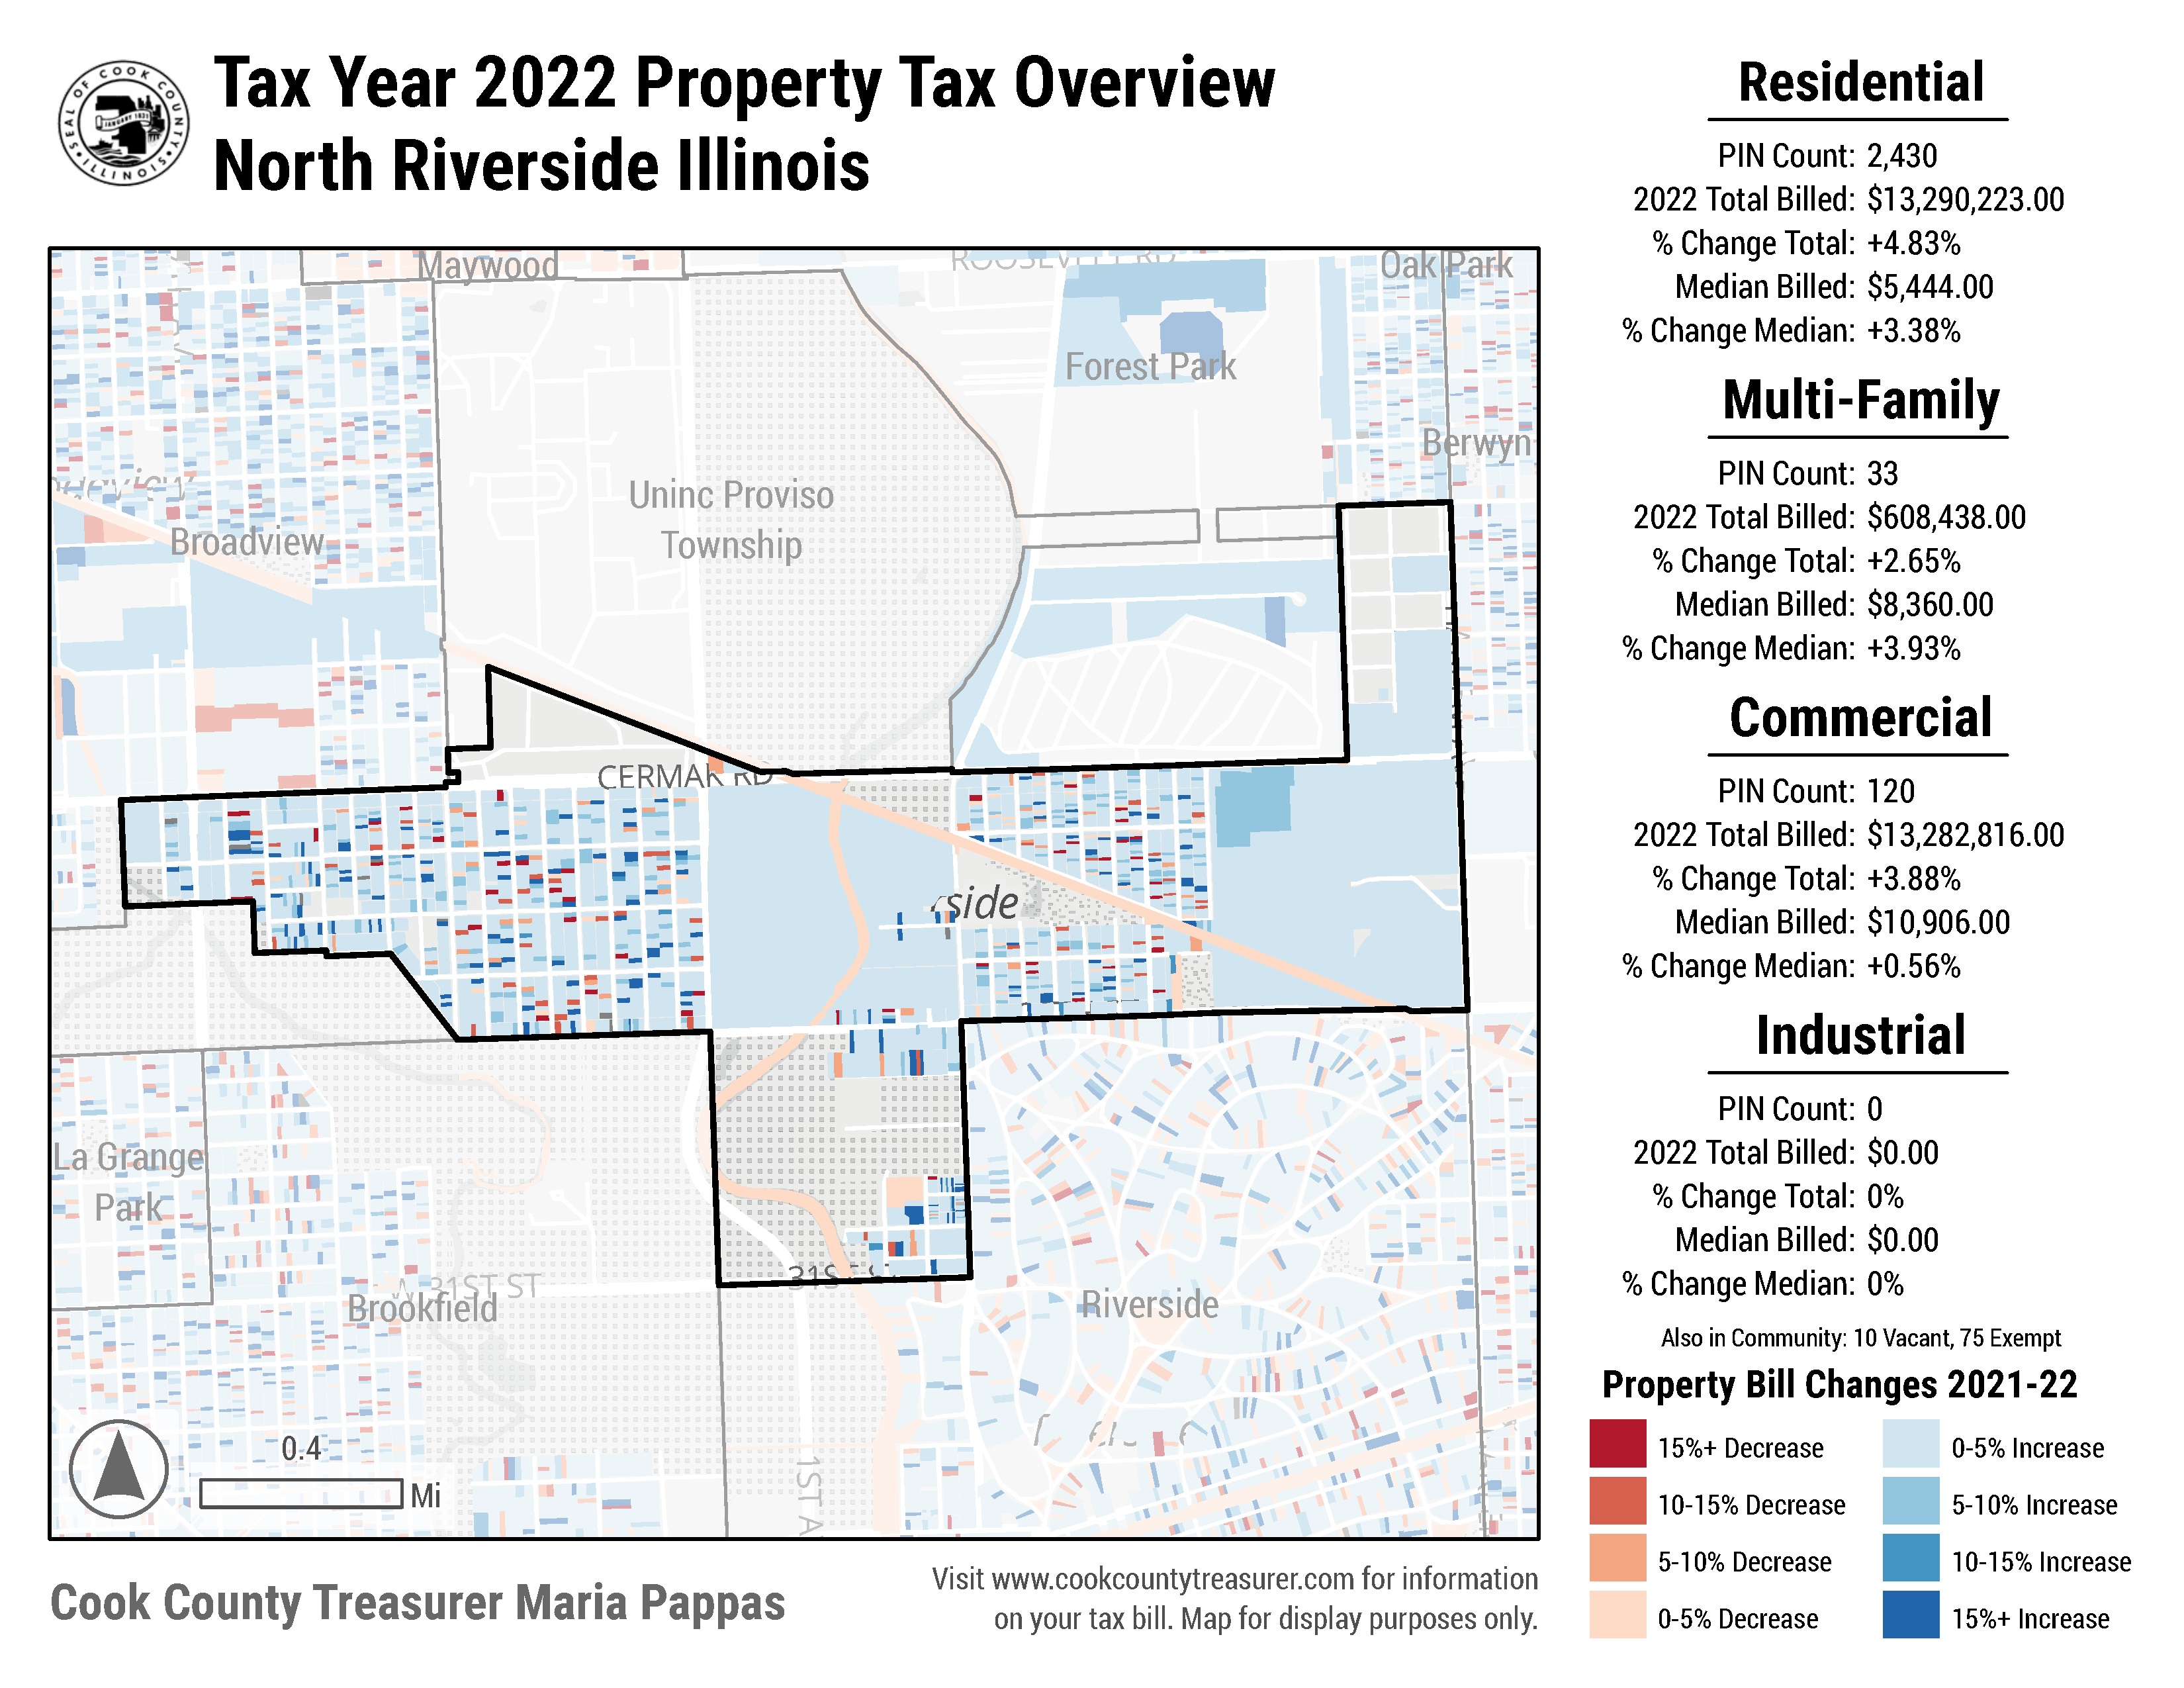 SEAL OF COOK COUNTY
JANUARY 1831
ILLINOIS
Tax Year 2022 Property Tax Overview
North Riverside Illinois
Maywood
Oak Park
Forest Park
Berwyn
Uninc Proviso
Township
Broadview
CERMAK RD
side
La Grange
Park
W 31ST ST
Brookfield
31ST
Riverside
1ST A
0.4
Mi
Cook County Treasurer Maria Pappas
Visit www.cookcountytreasurer.com for information
on your tax bill. Map for display purposes only.
Residential
PIN Count: 2,430
2022 Total Billed: $13,290,223.00
% Change Total: +4.83%
Median Billed: $5,444.00
% Change Median: +3.38%
Multi-Family
PIN Count: 33
2022 Total Billed: $608,438.00
% Change Total: +2.65%
Median Billed: $8,360.00
% Change Median: +3.93%
Commercial
PIN Count: 120
2022 Total Billed: $13,282,816.00
% Change Total: +3.88%
Median Billed: $10,906.00
% Change Median: +0.56%
Industrial
PIN Count: 0
2022 Total Billed: $0.00
% Change Total: 0%
Median Billed: $0.00
% Change Median: 0%
Also in Community: 10 Vacant, 75 Exempt
Property Bill Changes 2021-22
15%+ Decrease
10-15% Decrease
5-10% Decrease
0-5% Decrease
0-5% Increase
5-10% Increase
10-15% Increase
15%+ Increase